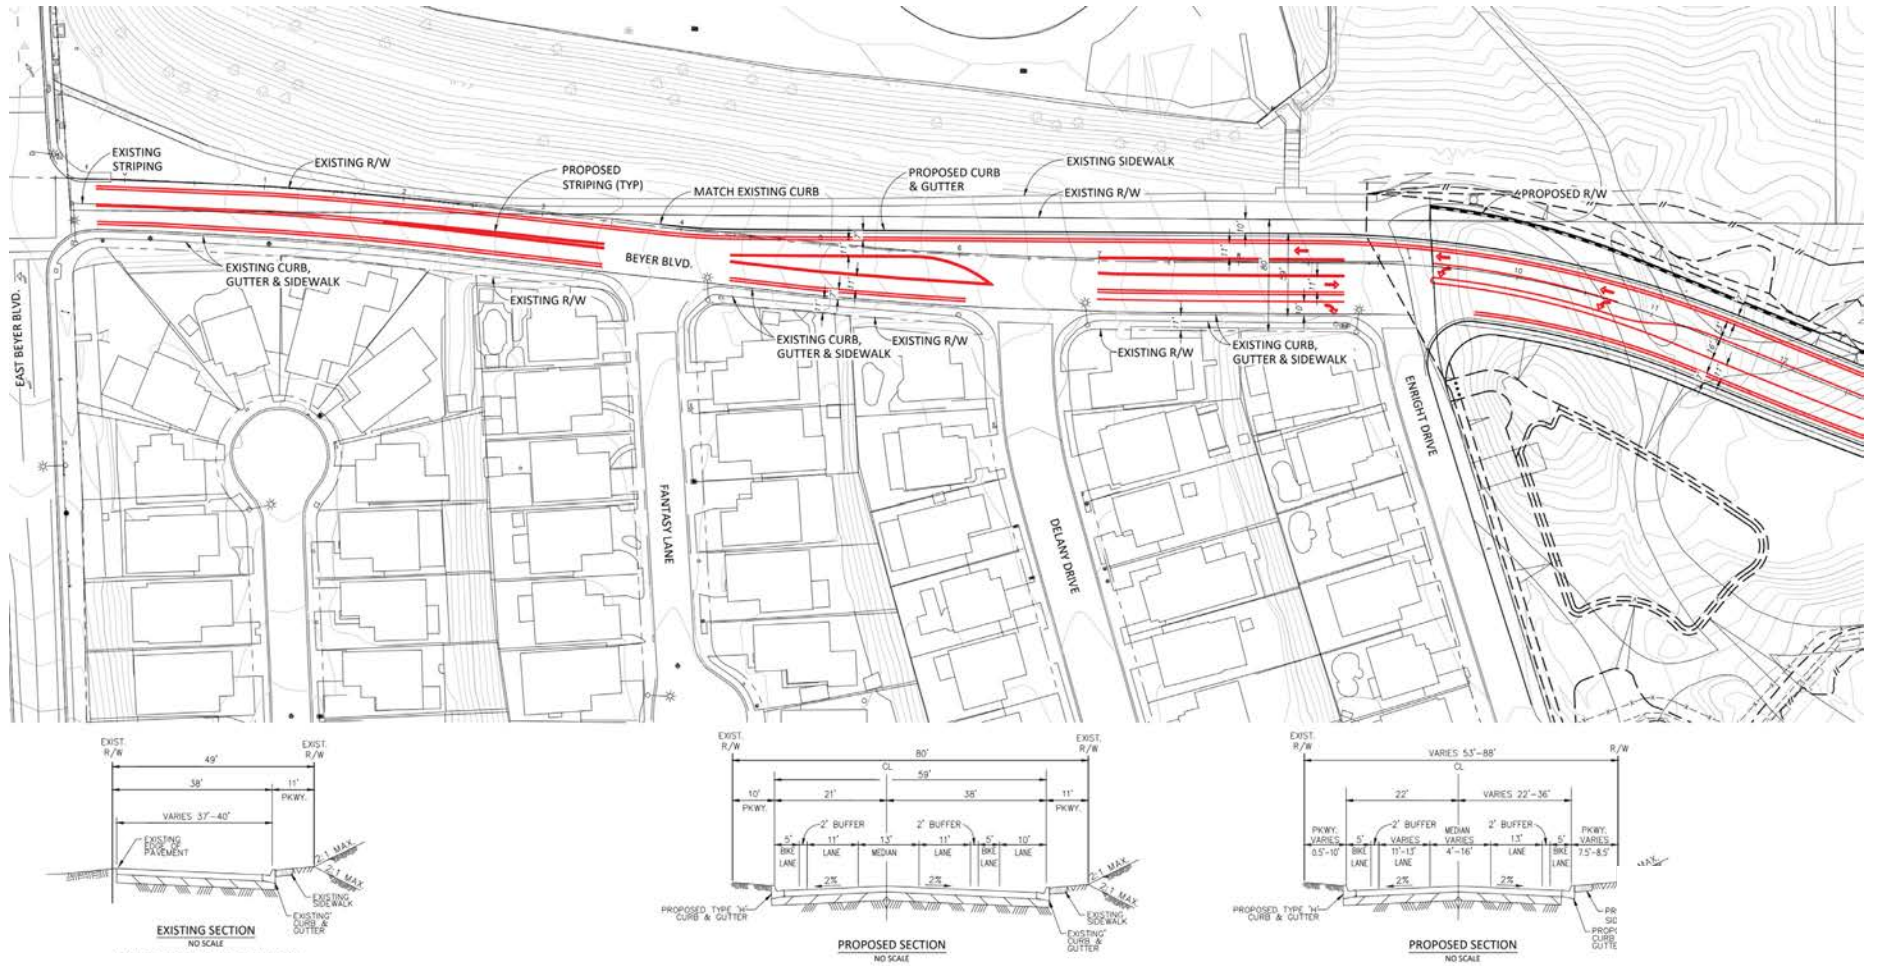 EXISTING
STRIPING
EXISTING R/W
PROPOSED
STRIPING (TYP)
MATCH EXISTING CURB
PROPOSED CURB
& GUTTER
EXISTING SIDEWALK
EXISTING R/W
PROPOSED R/W
BEYER BLVD.
EXISTING CURB,
GUTTER & SIDEWALK
EXISTING R/W
EXISTING CURB,
GUTTER & SIDEWALK
EXISTING R/W
EXISTING R/W
EXISTING CURB,
GUTTER & SIDEWALK
EAST BEYER BLVD.
FANTASY LANE
DELANY DRIVE
ENRIGHT DRIVE
EXIST.
R/W
EXIST.
R/W
49'
38'
11'
PKWY.
VARIES 37'-40'
EXISTING
EDGE OF
PAVEMENT
2:1 MAX.
2:1 MAX.
EXISTING
SIDEWALK
EXISTING
CURB &
GUTTER
EXISTING SECTION
NO SCALE
EXIST.
R/W
EXIST.
R/W
80'
CL
59'
10'
PKWY.
21'
38'
11'
PKWY.
2' BUFFER
2' BUFFER
5'
BIKE
LANE
11'
LANE
13'
MEDIAN
11'
LANE
5'
BIKE
LANE
10'
LANE
2%
2%
2:1 MAX.
2:1 MAX.
PROPOSED TYPE 'H'
CURB & GUTTER
EXISTING
SIDEWALK
EXISTING
CURB &
GUTTER
PROPOSED SECTION
NO SCALE
EXIST.
R/W
R/W
VARIES 53'-88'
CL
22'
VARIES 22'-36'
PKWY.
VARIES
0.5'-10'
5'
BIKE
LANE
2' BUFFER
VARIES
11'-13'
LANE
MEDIAN
VARIES
4'-16'
2' BUFFER
13'
LANE
5'
BIKE
LANE
PKWY.
VARIES
7.5'-8.5'
2%
2%
MAX.
PROPOSED TYPE 'H'
CURB & GUTTER
CURB
PROPOSED SECTION
NO SCALE